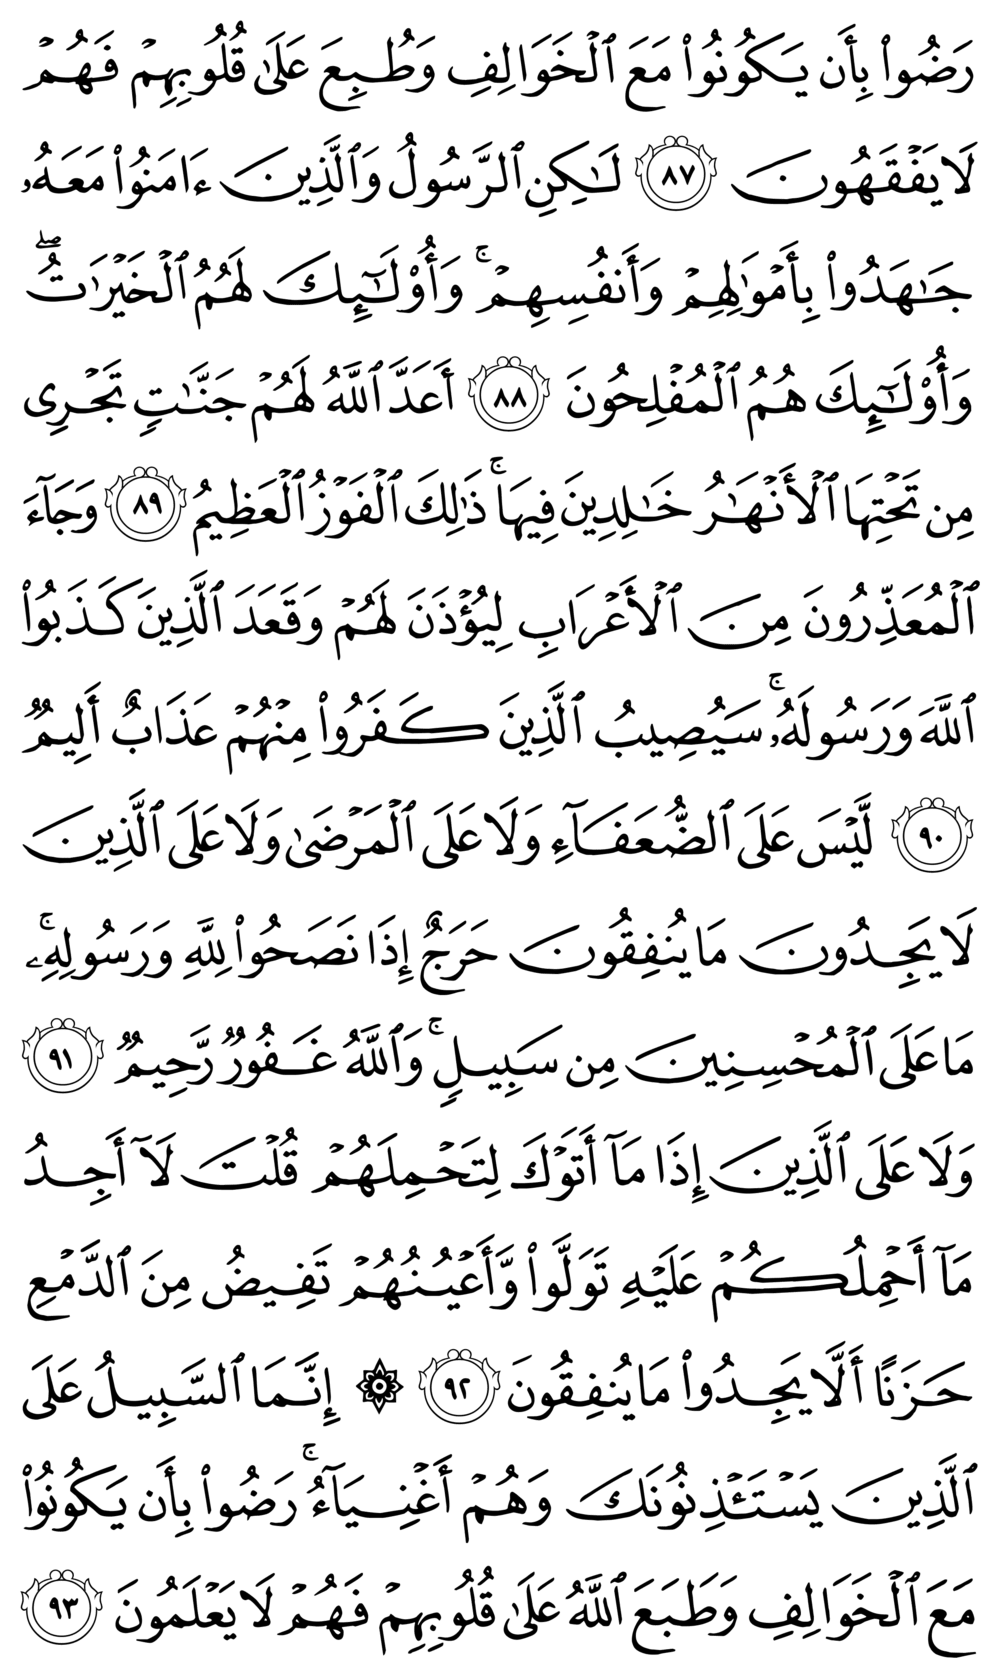 رَضُوا۟ بِأَن يَكُونُوا۟ مَعَ ٱلْخَوَالِفِ وَطُبِعَ عَلَىٰ قُلُوبِهِمْ فَهُمْ
لَا يَفْقَهُونَ ٨٧ لَـٰكِنِ ٱلرَّسُولُ وَٱلَّذِينَ ءَامَنُوا۟ مَعَهُۥ
جَـٰهَدُوا۟ بِأَمْوَٰلِهِمْ وَأَنفُسِهِمْ ۚ وَأُو۟لَـٰٓئِكَ لَهُمُ ٱلْخَيْرَٰتُ ۖ
وَأُو۟لَـٰٓئِكَ هُمُ ٱلْمُفْلِحُونَ ٨٨ أَعَدَّ ٱللَّهُ لَهُمْ جَنَّـٰتٍ تَجْرِى
مِن تَحْتِهَا ٱلْأَنْهَـٰرُ خَـٰلِدِينَ فِيهَا ۚ ذَٰلِكَ ٱلْفَوْزُ ٱلْعَظِيمُ ٨٩ وَجَآءَ
ٱلْمُعَذِّرُونَ مِنَ ٱلْأَعْرَابِ لِيُؤْذَنَ لَهُمْ وَقَعَدَ ٱلَّذِينَ كَذَبُوا۟
ٱللَّهَ وَرَسُولَهُۥ ۚ سَيُصِيبُ ٱلَّذِينَ كَفَرُوا۟ مِنْهُمْ عَذَابٌ أَلِيمٌ
٩٠ لَّيْسَ عَلَى ٱلضُّعَفَآءِ وَلَا عَلَى ٱلْمَرْضَىٰ وَلَا عَلَى ٱلَّذِينَ
لَا يَجِدُونَ مَا يُنفِقُونَ حَرَجٌ إِذَا نَصَحُوا۟ لِلَّهِ وَرَسُولِهِۦ ۚ
مَا عَلَى ٱلْمُحْسِنِينَ مِن سَبِيلٍ ۚ وَٱللَّهُ غَفُورٌ رَّحِيمٌ ٩١
وَلَا عَلَى ٱلَّذِينَ إِذَا مَآ أَتَوْكَ لِتَحْمِلَهُمْ قُلْتَ لَآ أَجِدُ
مَآ أَحْمِلُكُمْ عَلَيْهِ تَوَلَّوا۟ وَّأَعْيُنُهُمْ تَفِيضُ مِنَ ٱلدَّمْعِ
حَزَنًا أَلَّا يَجِدُوا۟ مَا يُنفِقُونَ ٩٢ ۞ إِنَّمَا ٱلسَّبِيلُ عَلَى
ٱلَّذِينَ يَسْتَـْٔذِنُونَكَ وَهُمْ أَغْنِيَآءُ ۚ رَضُوا۟ بِأَن يَكُونُوا۟
مَعَ ٱلْخَوَالِفِ وَطَبَعَ ٱللَّهُ عَلَىٰ قُلُوبِهِمْ فَهُمْ لَا يَعْلَمُونَ ٩٣